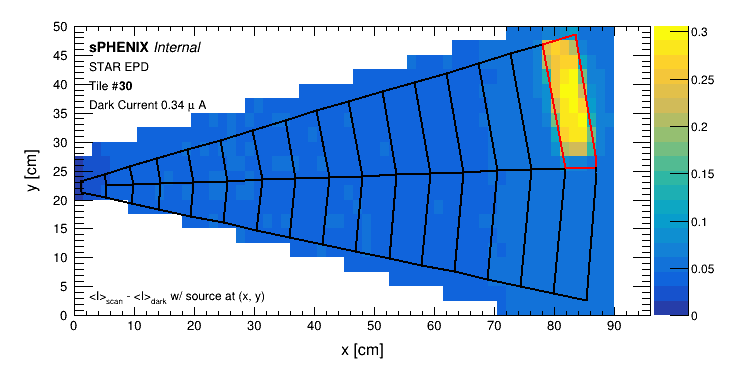 sPHENIX Internal
STAR EPD
Tile #30
Dark Current 0.34 μ A
<I>scan - <I>dark w/ source at (x, y)
y [cm]
50
45
40
35
30
25
20
15
10
5
0
0 10 20 30 40 50 60 70 80 90
x [cm]
0.3
0.25
0.2
0.15
0.1
0.05
0